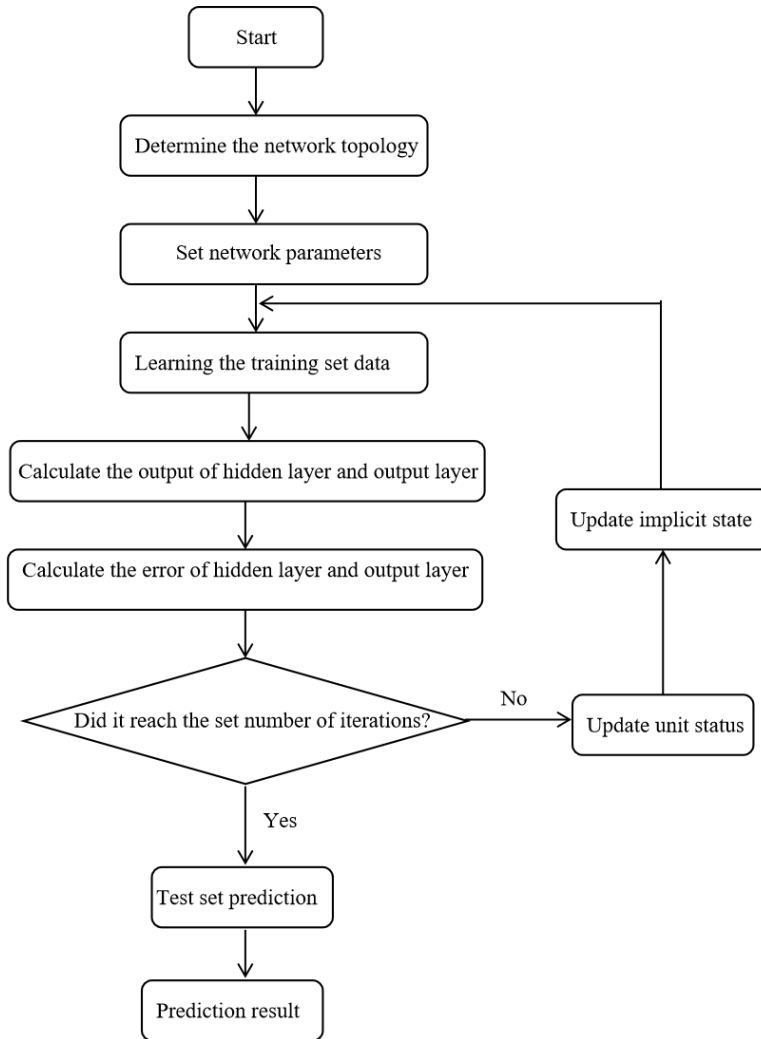 Start
Determine the network topology
Set network parameters
Learning the training set data
Calculate the output of hidden layer and output layer
Update implicit state
Calculate the error of hidden layer and output layer
Did it reach the set number of iterations?
No
Update unit status
Yes
Test set prediction
Prediction result